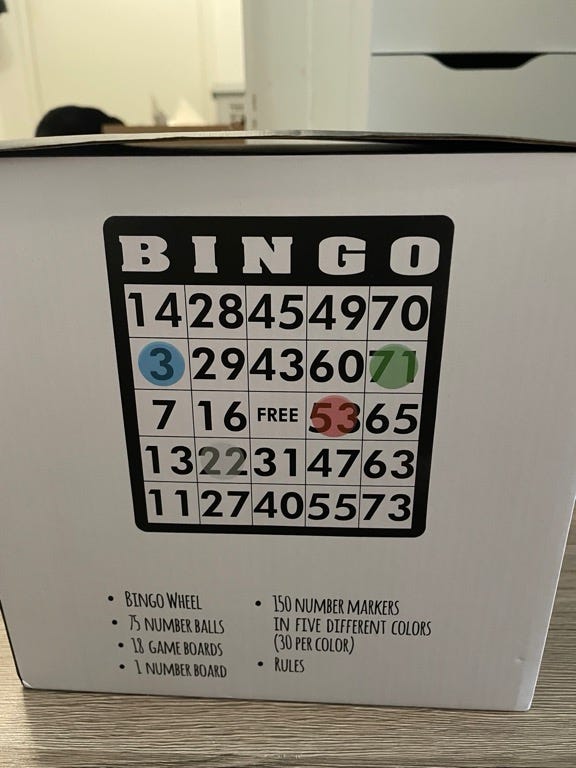 BINGO
14 28 45 49 70
3 29 43 60 71
7 16 FREE 53 65
13 22 31 47 63
11 27 40 55 73
• BINGO WHEEL
• 75 NUMBER BALLS
• 18 GAME BOARDS
• 1 NUMBER BOARD
• 150 NUMBER MARKERS
IN FIVE DIFFERENT COLORS
(30 PER COLOR)
• RULES